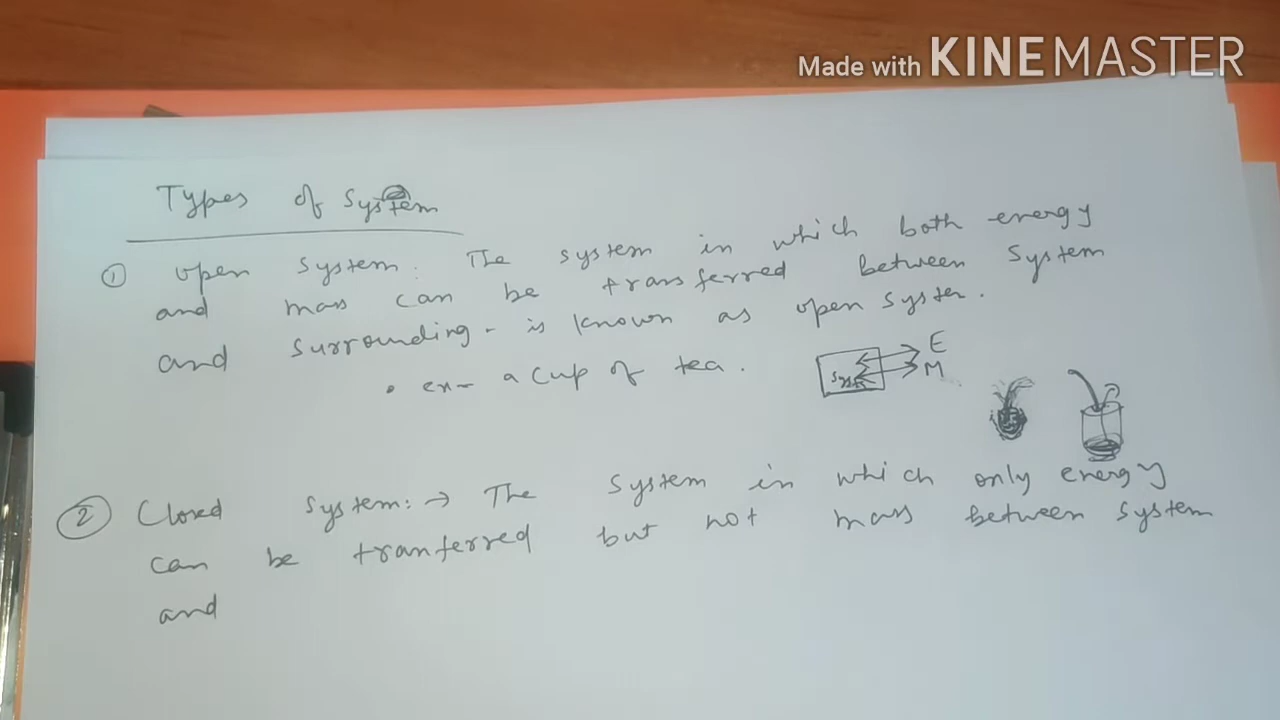 Made with KINEMASTER
Types of System
① open system: The system in which both energy
and mass can be transferred between system
and surrounding - is known as open system.
• ex- a cup of tea.
E
M
② Closed system:→ The system in which only energy
can be tranferred but not mass between system
and